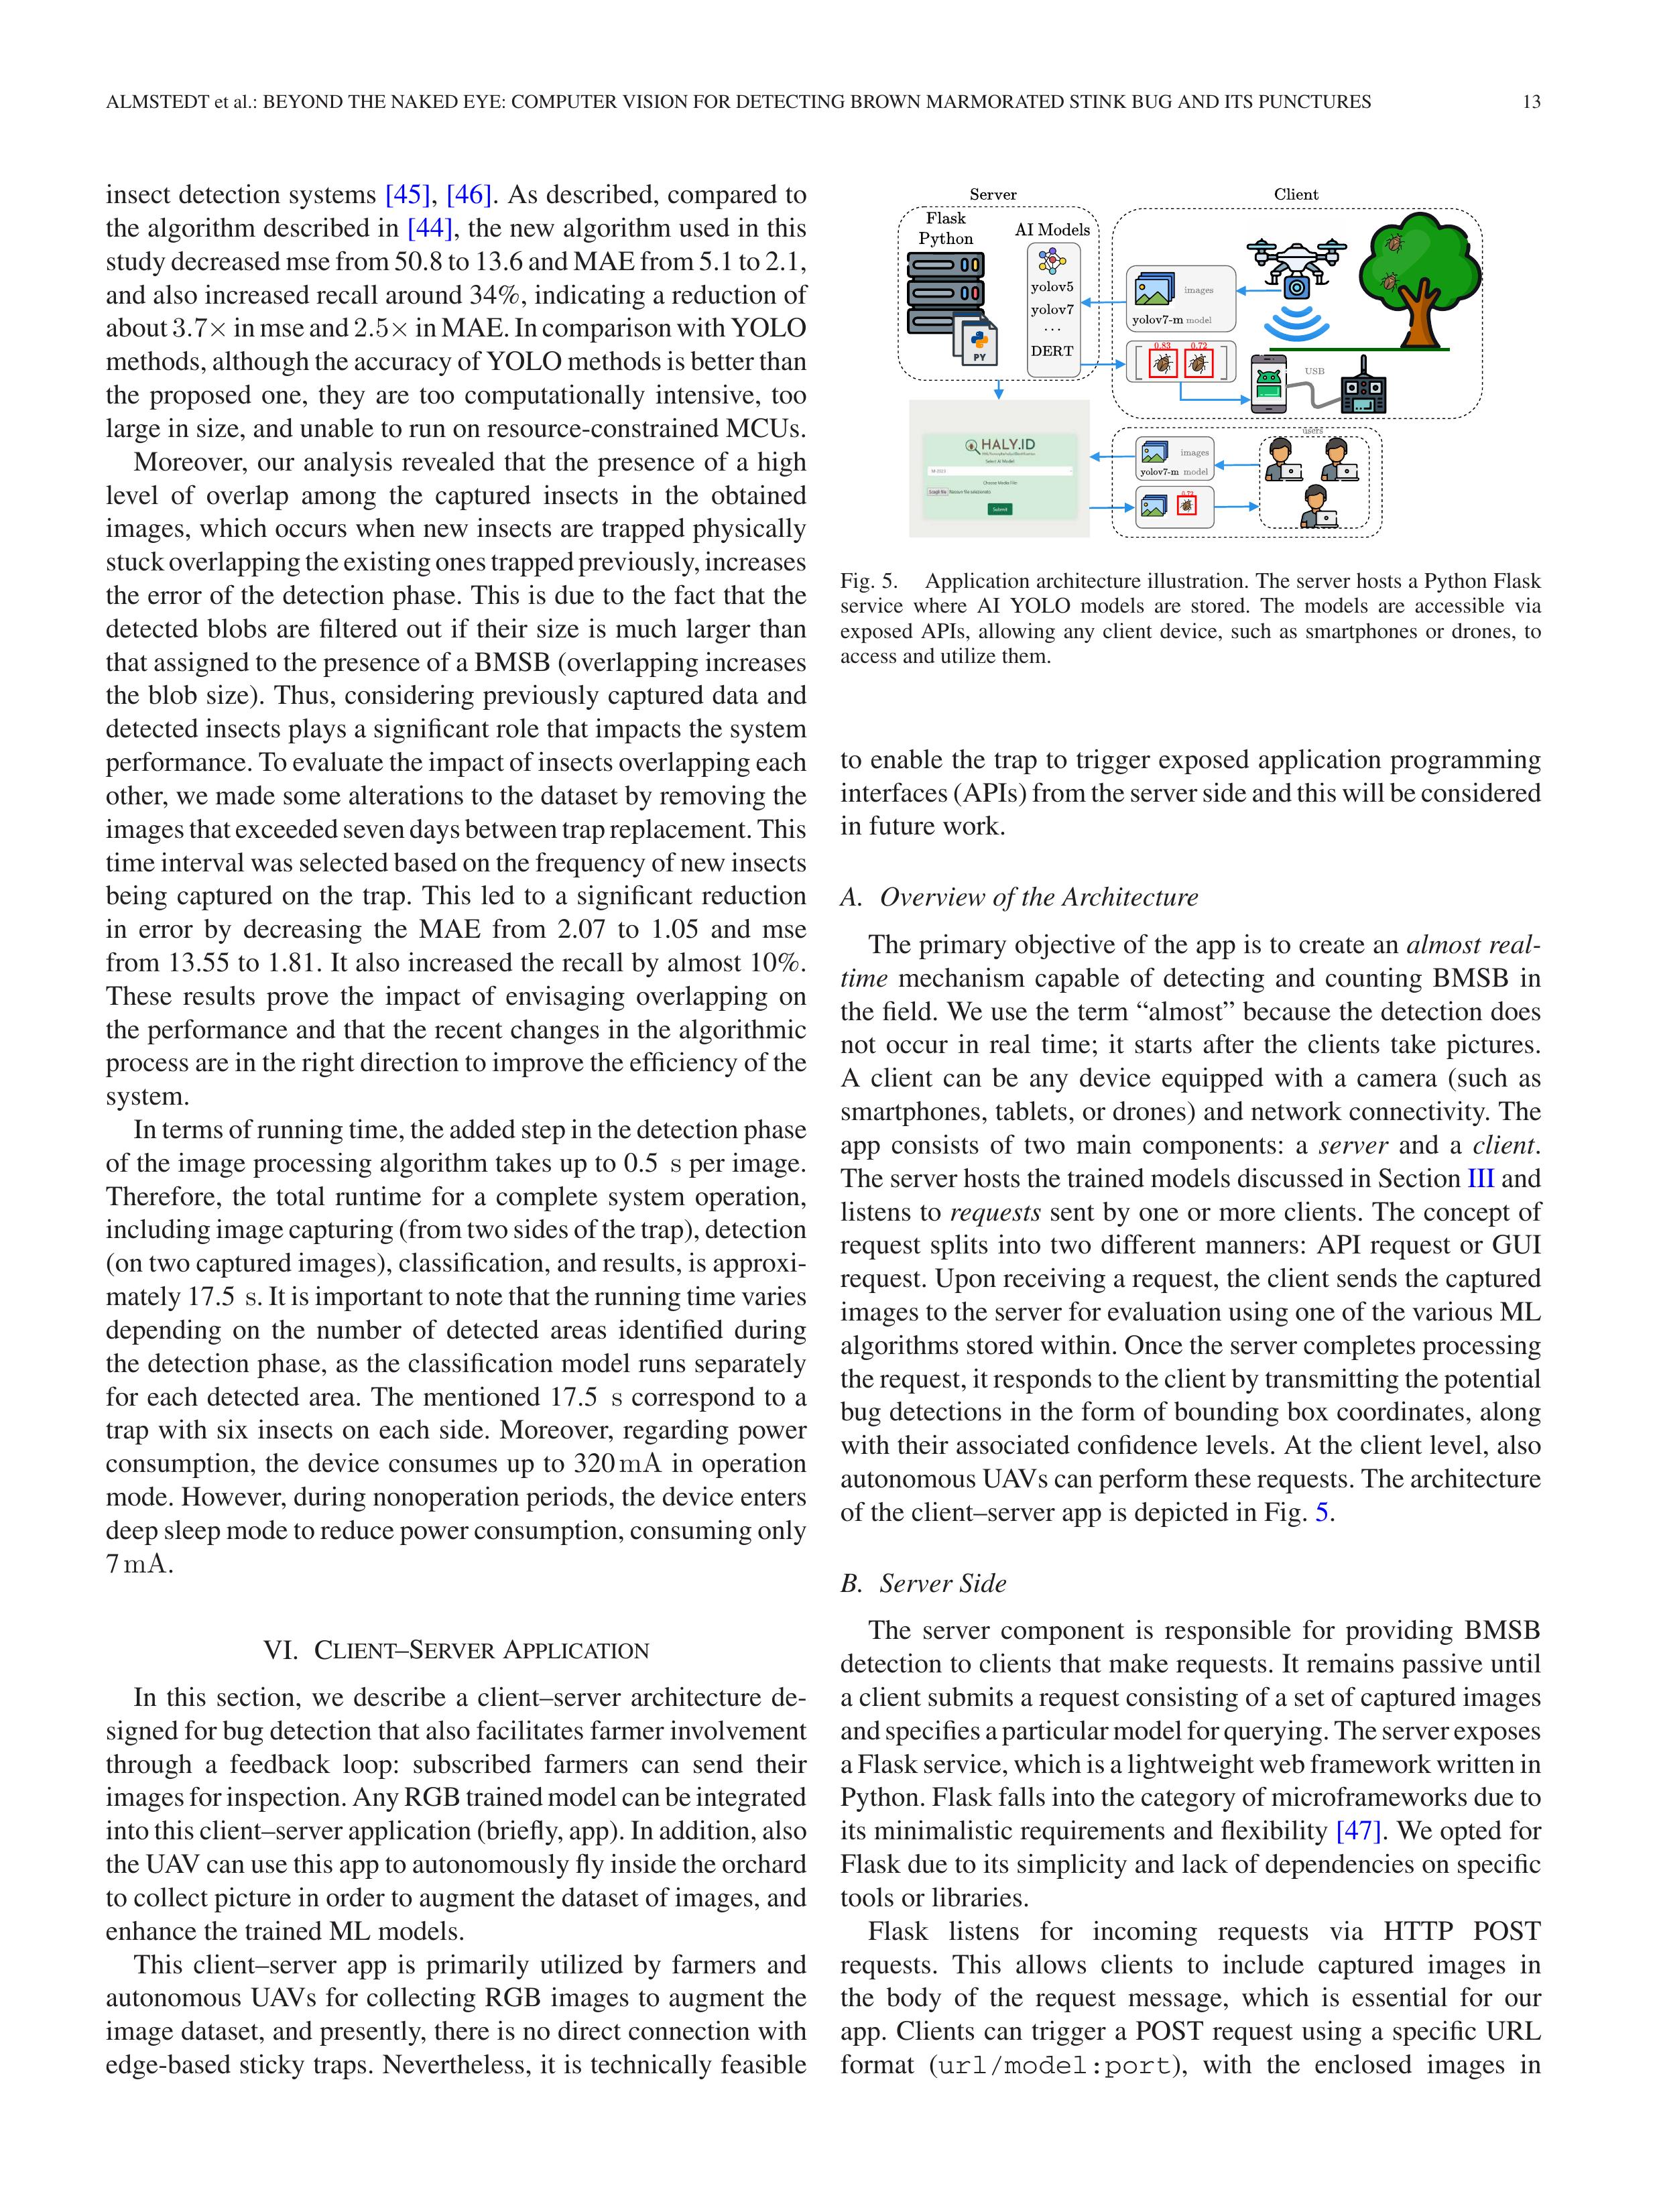 ALMSTEDT et al.: BEYOND THE NAKED EYE: COMPUTER VISION FOR DETECTING BROWN MARMORATED STINK BUG AND ITS PUNCTURES 13
insect detection systems [45], [46]. As described, compared to
the algorithm described in [44], the new algorithm used in this
study decreased mse from 50.8 to 13.6 and MAE from 5.1 to 2.1,
and also increased recall around 34%, indicating a reduction of
about 3.7× in mse and 2.5× in MAE. In comparison with YOLO
methods, although the accuracy of YOLO methods is better than
the proposed one, they are too computationally intensive, too
large in size, and unable to run on resource-constrained MCUs.
Moreover, our analysis revealed that the presence of a high
level of overlap among the captured insects in the obtained
images, which occurs when new insects are trapped physically
stuck overlapping the existing ones trapped previously, increases
the error of the detection phase. This is due to the fact that the
detected blobs are filtered out if their size is much larger than
that assigned to the presence of a BMSB (overlapping increases
the blob size). Thus, considering previously captured data and
detected insects plays a significant role that impacts the system
performance. To evaluate the impact of insects overlapping each
other, we made some alterations to the dataset by removing the
images that exceeded seven days between trap replacement. This
time interval was selected based on the frequency of new insects
being captured on the trap. This led to a significant reduction
in error by decreasing the MAE from 2.07 to 1.05 and mse
from 13.55 to 1.81. It also increased the recall by almost 10%.
These results prove the impact of envisaging overlapping on
the performance and that the recent changes in the algorithmic
process are in the right direction to improve the efficiency of the
system.
In terms of running time, the added step in the detection phase
of the image processing algorithm takes up to 0.5 s per image.
Therefore, the total runtime for a complete system operation,
including image capturing (from two sides of the trap), detection
(on two captured images), classification, and results, is approxi-
mately 17.5 s. It is important to note that the running time varies
depending on the number of detected areas identified during
the detection phase, as the classification model runs separately
for each detected area. The mentioned 17.5 s correspond to a
trap with six insects on each side. Moreover, regarding power
consumption, the device consumes up to 320 mA in operation
mode. However, during nonoperation periods, the device enters
deep sleep mode to reduce power consumption, consuming only
7 mA.
VI. CLIENT–SERVER APPLICATION
In this section, we describe a client–server architecture de-
signed for bug detection that also facilitates farmer involvement
through a feedback loop: subscribed farmers can send their
images for inspection. Any RGB trained model can be integrated
into this client–server application (briefly, app). In addition, also
the UAV can use this app to autonomously fly inside the orchard
to collect picture in order to augment the dataset of images, and
enhance the trained ML models.
This client–server app is primarily utilized by farmers and
autonomous UAVs for collecting RGB images to augment the
image dataset, and presently, there is no direct connection with
edge-based sticky traps. Nevertheless, it is technically feasible
Server
Client
Flask
Python
AI Models
yolov5
yolov7
...
DERT
PY
images
yolov7-m model
0.83 0.72
USB
HALY.ID
Select AI Model
Choose Media File:
Submit
images
yolov7-m model
0.72
users
Fig. 5. Application architecture illustration. The server hosts a Python Flask
service where AI YOLO models are stored. The models are accessible via
exposed APIs, allowing any client device, such as smartphones or drones, to
access and utilize them.
to enable the trap to trigger exposed application programming
interfaces (APIs) from the server side and this will be considered
in future work.
A. Overview of the Architecture
The primary objective of the app is to create an almost real-
time mechanism capable of detecting and counting BMSB in
the field. We use the term “almost” because the detection does
not occur in real time; it starts after the clients take pictures.
A client can be any device equipped with a camera (such as
smartphones, tablets, or drones) and network connectivity. The
app consists of two main components: a server and a client.
The server hosts the trained models discussed in Section III and
listens to requests sent by one or more clients. The concept of
request splits into two different manners: API request or GUI
request. Upon receiving a request, the client sends the captured
images to the server for evaluation using one of the various ML
algorithms stored within. Once the server completes processing
the request, it responds to the client by transmitting the potential
bug detections in the form of bounding box coordinates, along
with their associated confidence levels. At the client level, also
autonomous UAVs can perform these requests. The architecture
of the client–server app is depicted in Fig. 5.
B. Server Side
The server component is responsible for providing BMSB
detection to clients that make requests. It remains passive until
a client submits a request consisting of a set of captured images
and specifies a particular model for querying. The server exposes
a Flask service, which is a lightweight web framework written in
Python. Flask falls into the category of microframeworks due to
its minimalistic requirements and flexibility [47]. We opted for
Flask due to its simplicity and lack of dependencies on specific
tools or libraries.
Flask listens for incoming requests via HTTP POST
requests. This allows clients to include captured images in
the body of the request message, which is essential for our
app. Clients can trigger a POST request using a specific URL
format (url/model:port), with the enclosed images in